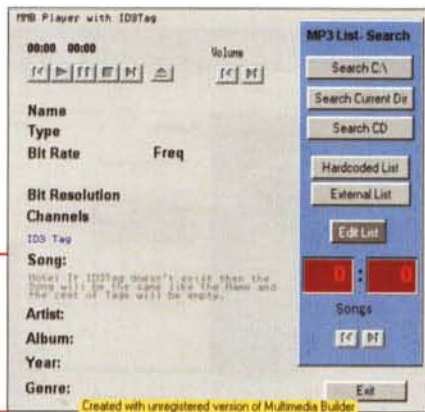 MMB Player with ID3Tag
00:00 00:00
Volume
Name
Type
Bit Rate Freq
Bit Resolution
Channels
ID3 Tag
Song:
Note: If ID3Tag doesn't exist then the
Song will be the same like the Name and
the rest of Tags will be empty.
Artist:
Album:
Year:
Genre:
MP3 List- Search
Search C:\
Search Current Dir
Search CD
Hardcoded List
External List
Edit List
0 : 0
Songs
Exit
Created with unregistered version of Multimedia Builder